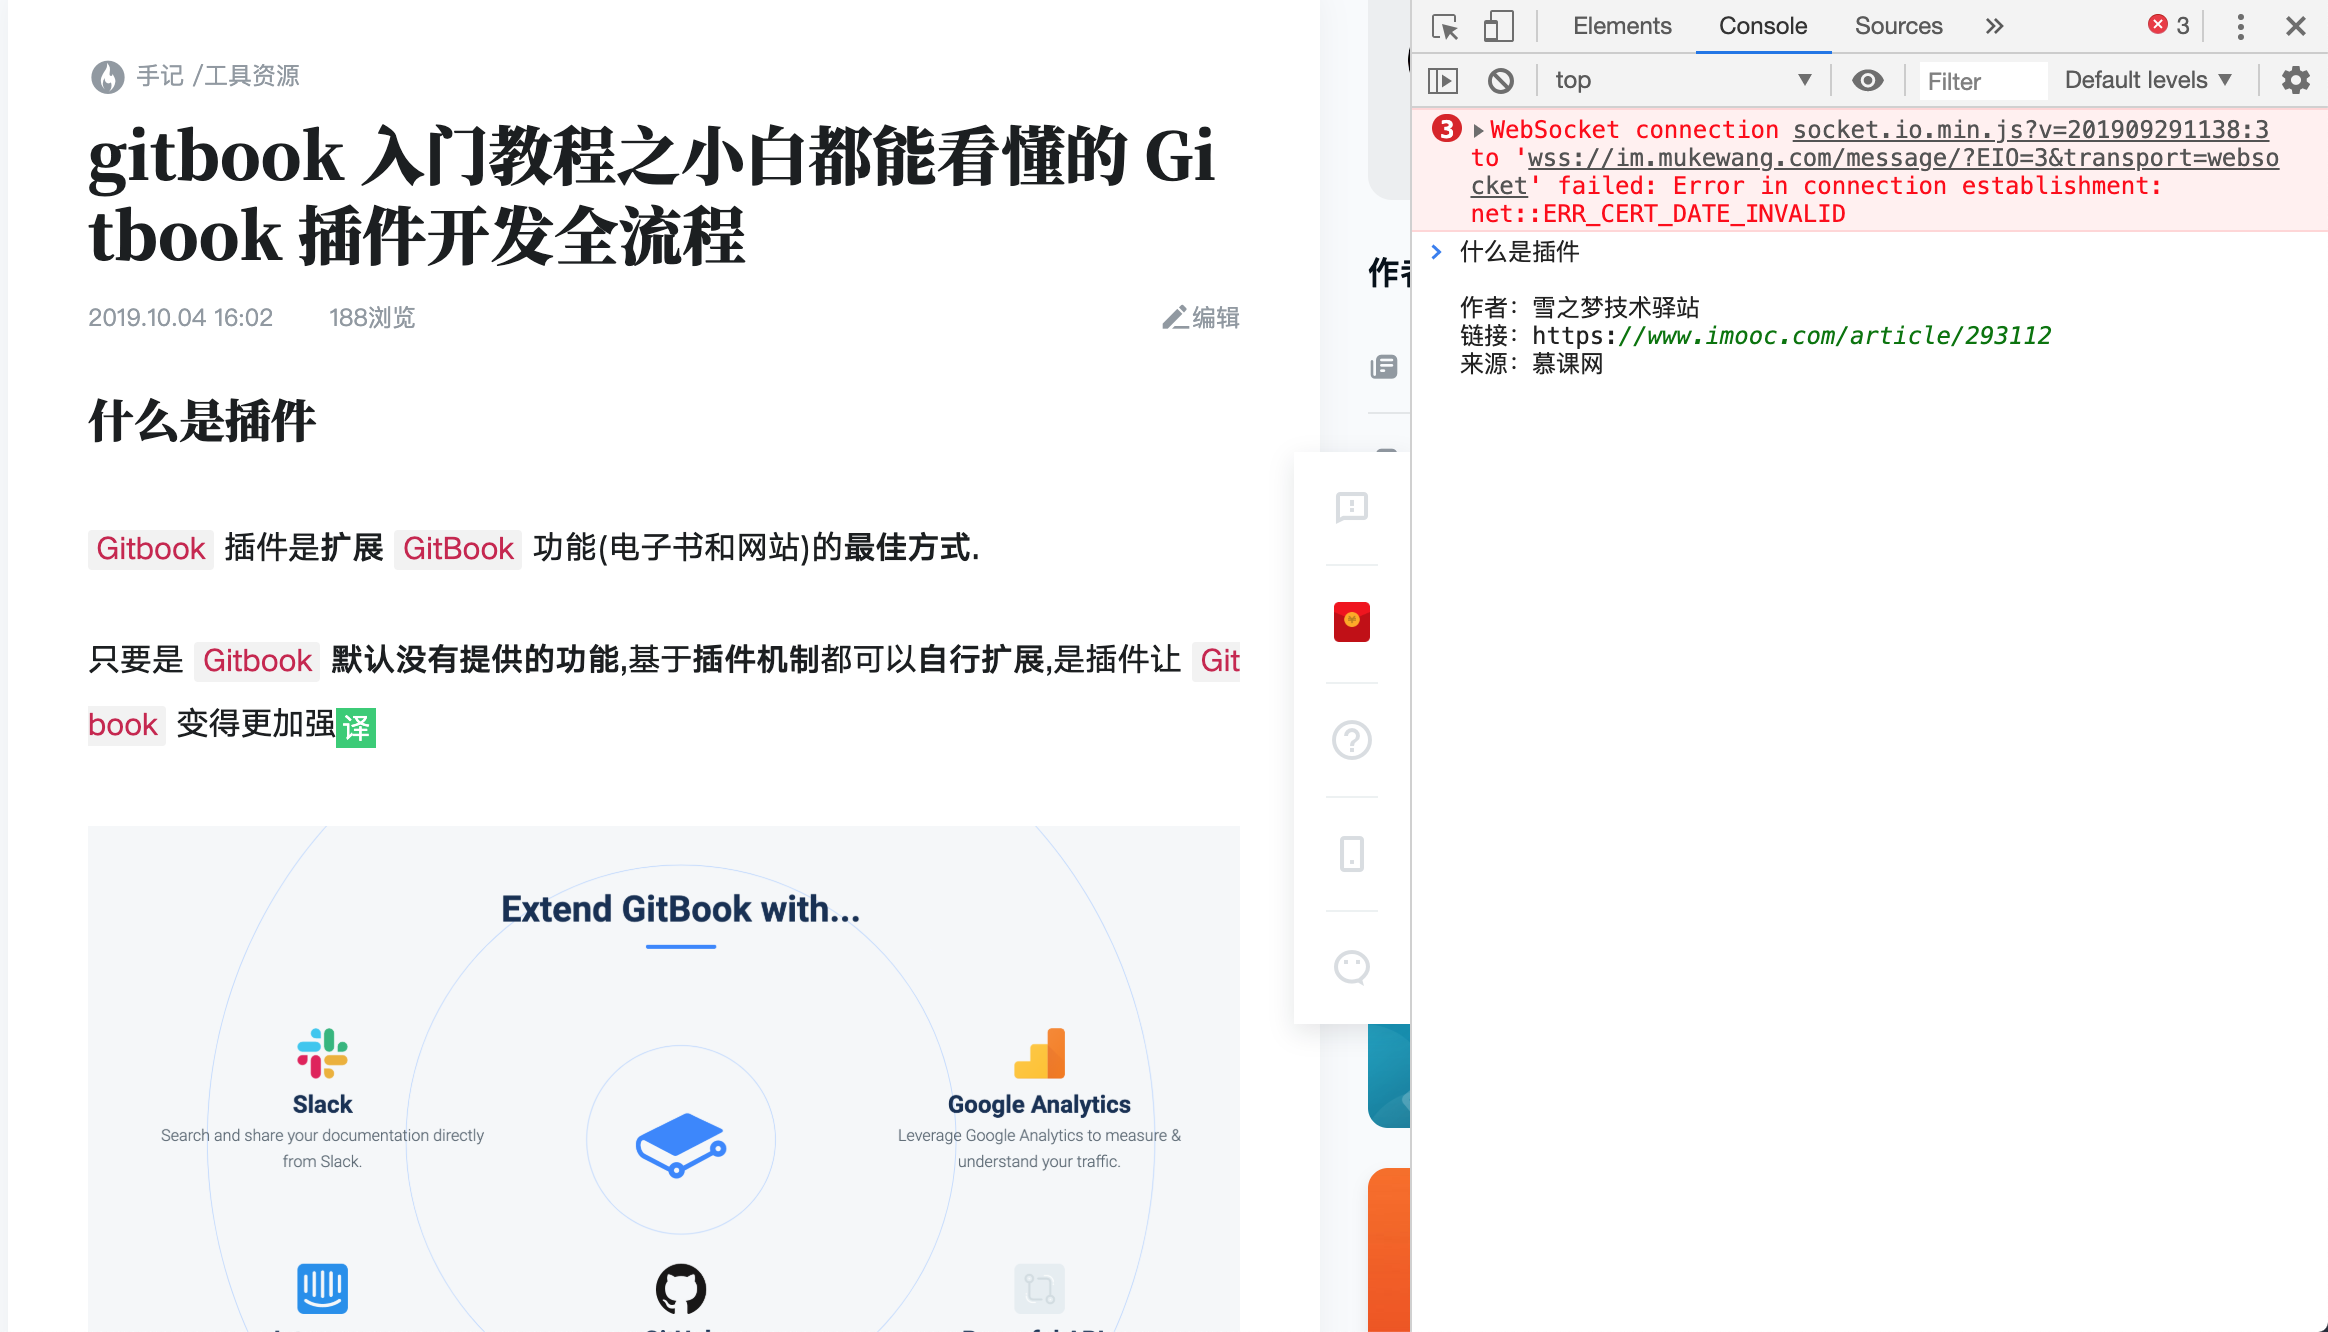 手记 /工具资源
gitbook 入门教程之小白都能看懂的 Gi
tbook 插件开发全流程
2019.10.04 16:02 188浏览 编辑
什么是插件
Gitbook 插件是扩展 GitBook 功能(电子书和网站)的最佳方式.
只要是 Gitbook 默认没有提供的功能,基于插件机制都可以自行扩展,是插件让 Git
book 变得更加强译
Extend GitBook with...
Slack
Search and share your documentation directly
from Slack.
Google Analytics
Leverage Google Analytics to measure &
understand your traffic.
Elements Console Sources 3
top Filter Default levels
3 WebSocket connection socket.io.min.js?v=201909291138:3
to 'wss://im.mukewang.com/message/?EIO=3&transport=webso
cket' failed: Error in connection establishment:
net::ERR_CERT_DATE_INVALID
什么是插件
作者：雪之梦技术驿站
链接：https://www.imooc.com/article/293112
来源：慕课网